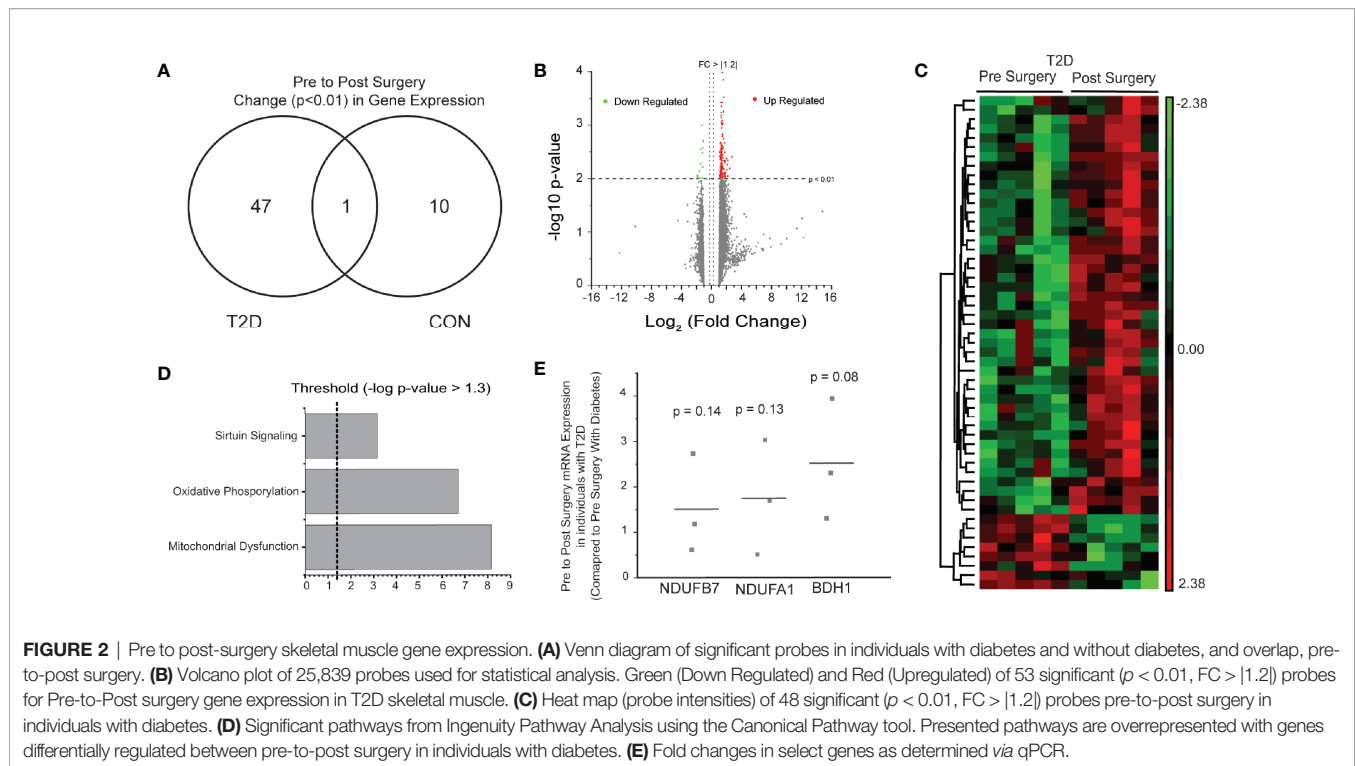 A
Pre to Post Surgery
Change (p<0.01) in Gene Expression
47
1
10
T2D
CON
B
FC > |1.2|
Down Regulated
Up Regulated
-log10 p-value
4
3
2
1
0
p < 0.01
-16
-12
-8
-4
0
4
8
12
16
Log2 (Fold Change)
C
T2D
Pre Surgery
Post Surgery
-2.38
0.00
2.38
D
Threshold (-log p-value > 1.3)
Sirtuin Signaling
Oxidative Phosporylation
Mitochondrial Dysfunction
0 1 2 3 4 5 6 7 8 9
E
Pre to Post Surgery mRNA Expression
in individuals with T2D
(Comapred to Pre Surgery With Diabetes)
4
3
2
1
0
p = 0.14
p = 0.13
p = 0.08
NDUFB7
NDUFA1
BDH1
FIGURE 2 | Pre to post-surgery skeletal muscle gene expression. (A) Venn diagram of significant probes in individuals with diabetes and without diabetes, and overlap, pre-
to-post surgery. (B) Volcano plot of 25,839 probes used for statistical analysis. Green (Down Regulated) and Red (Upregulated) of 53 significant (p < 0.01, FC > |1.2|) probes
for Pre-to-Post surgery gene expression in T2D skeletal muscle. (C) Heat map (probe intensities) of 48 significant (p < 0.01, FC > |1.2|) probes pre-to-post surgery in
individuals with diabetes. (D) Significant pathways from Ingenuity Pathway Analysis using the Canonical Pathway tool. Presented pathways are overrepresented with genes
differentially regulated between pre-to-post surgery in individuals with diabetes. (E) Fold changes in select genes as determined via qPCR.